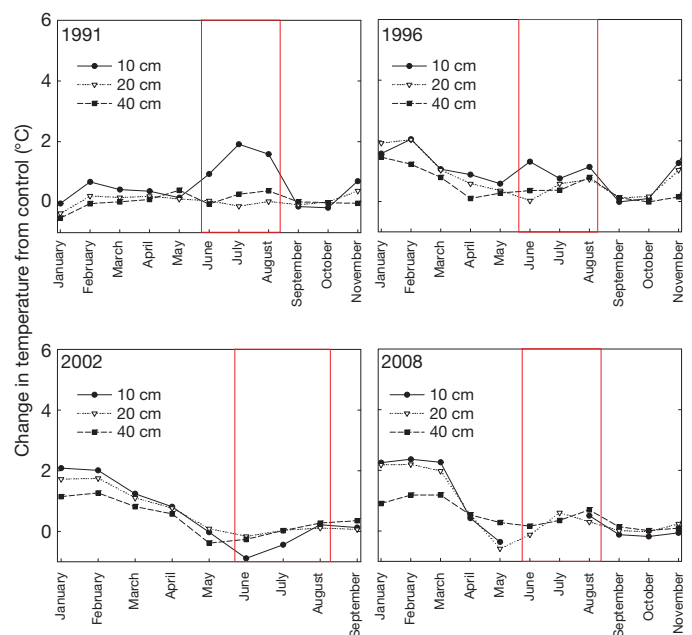 Change in temperature from control (°C)
6
4
2
0
1991
10 cm
20 cm
40 cm
January
February
March
April
May
June
July
August
September
October
November
1996
10 cm
20 cm
40 cm
January
February
March
April
May
June
July
August
September
October
November
6
4
2
0
2002
10 cm
20 cm
40 cm
January
February
March
April
May
June
July
August
September
2008
10 cm
20 cm
40 cm
January
February
March
April
May
June
July
August
September
October
November